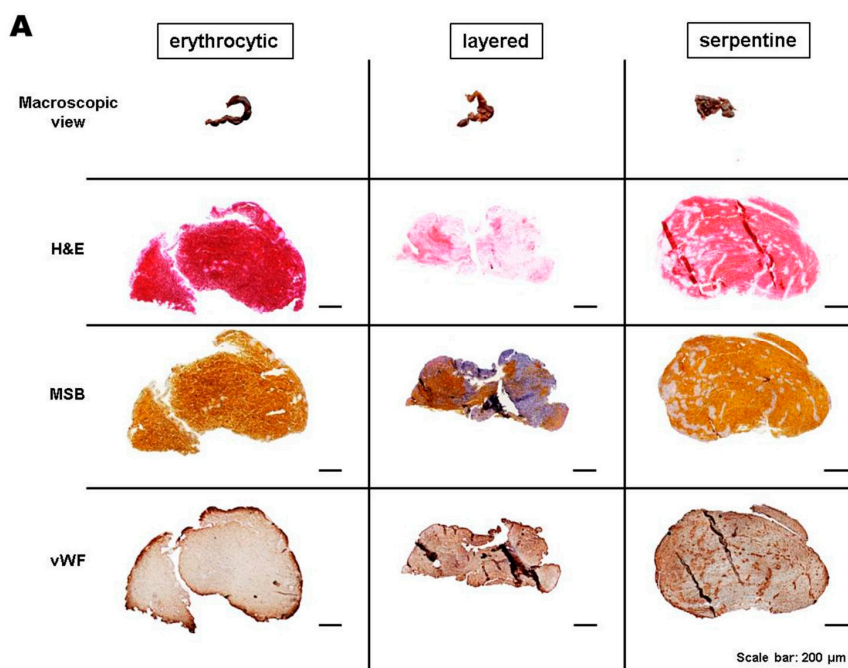 A
erythrocytic
layered
serpentine
Macroscopic
view
H&E
MSB
vWF
Scale bar: 200 µm